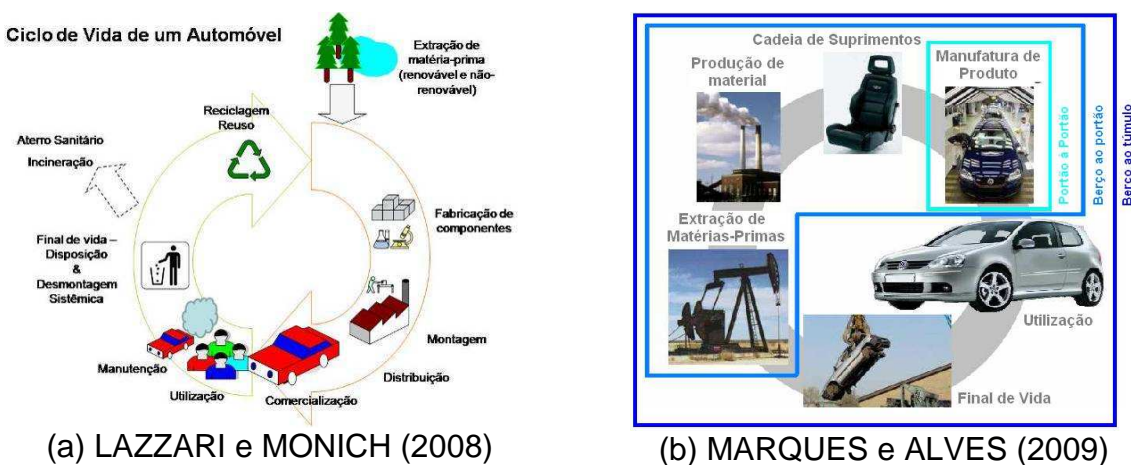 Ciclo de Vida de um Automóvel
Extração de
matéria-prima
(renovável e não-
renovável)
Reciclagem
Reuso
Aterro Sanitário
Incineração
Fabricação de
componentes
Final de vida –
Disposição
&
Desmontagem
Sistêmica
Montagem
Manutenção
Distribuição
Utilização
Comercialização
(a) LAZZARI e MONICH (2008)
Cadeia de Suprimentos
Produção de
material
Manufatura de
Produto
Portão à Portão
Berço ao portão
Berço ao túmulo
Extração de
Matérias-Primas
Utilização
Final de Vida
(b) MARQUES e ALVES (2009)